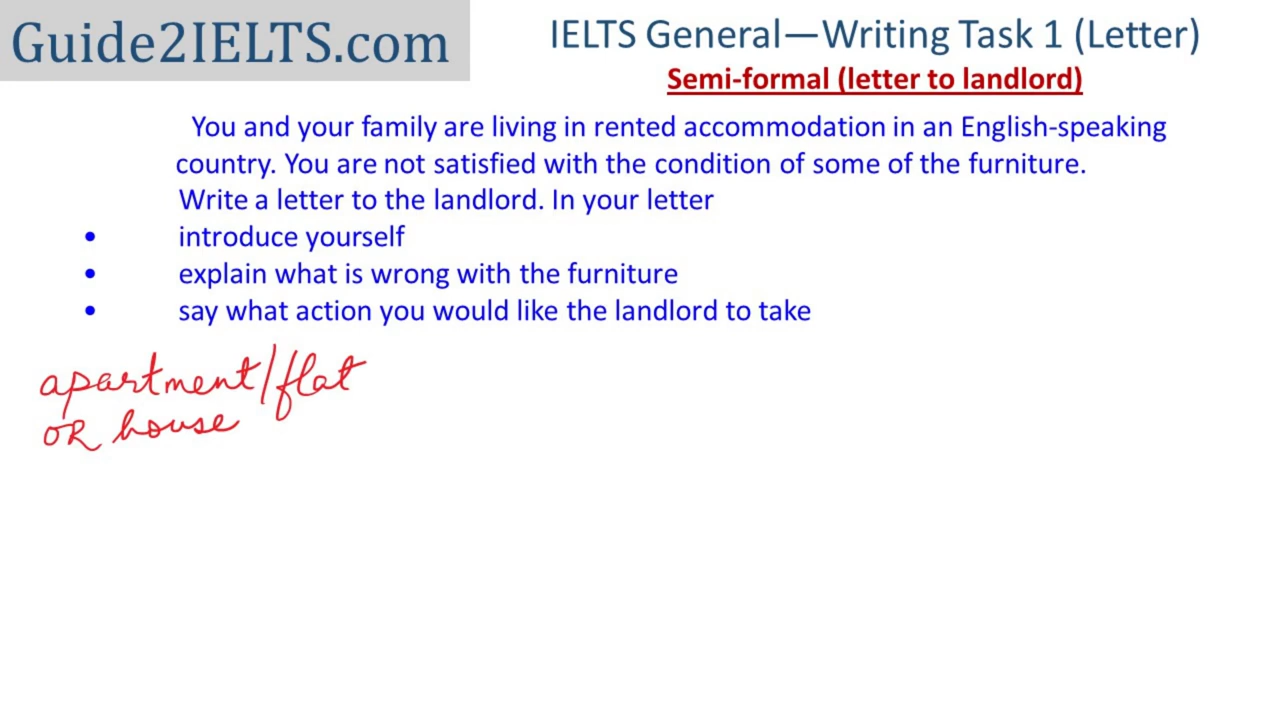 Guide2IELTS.com
IELTS General—Writing Task 1 (Letter)
Semi-formal (letter to landlord)
You and your family are living in rented accommodation in an English-speaking
country. You are not satisfied with the condition of some of the furniture.
Write a letter to the landlord. In your letter
• introduce yourself
• explain what is wrong with the furniture
• say what action you would like the landlord to take
apartment/flat
OR house